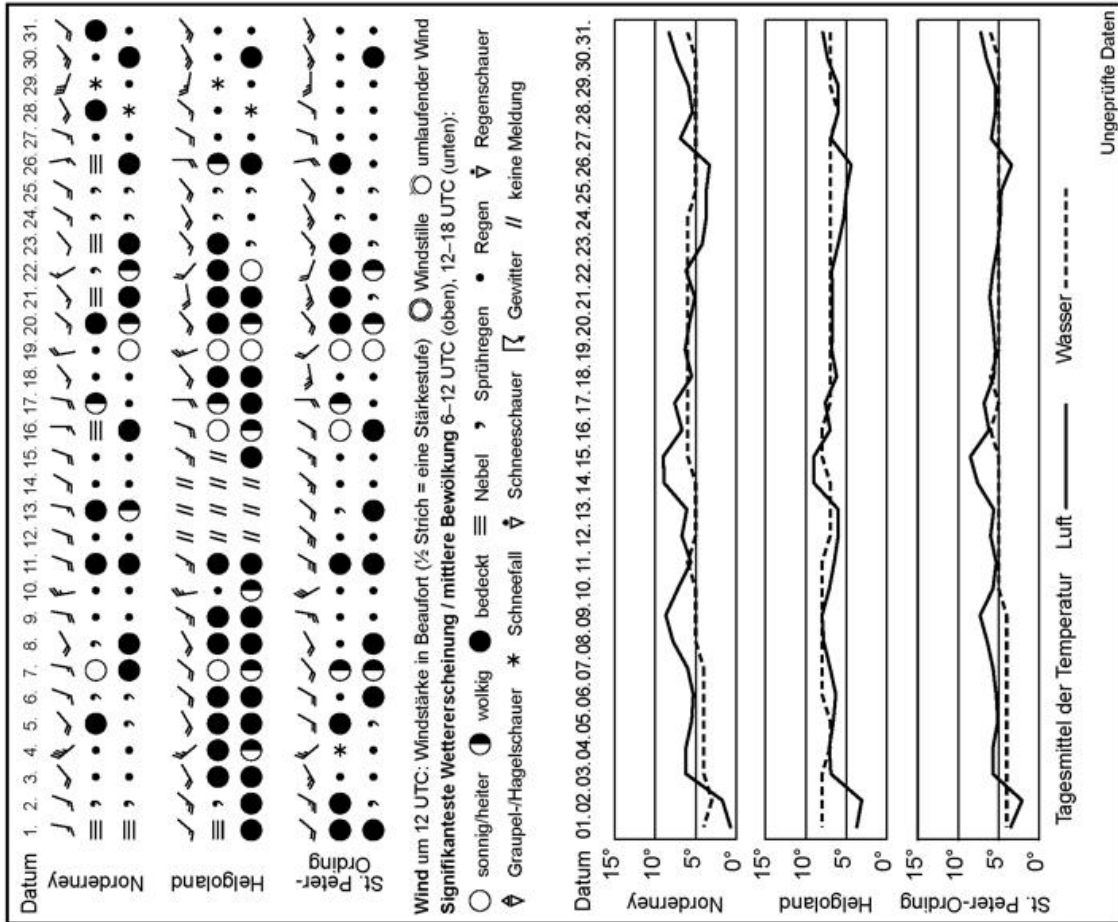 Datum 1. 2. 3. 4. 5. 6. 7. 8. 9. 10. 11. 12. 13. 14. 15. 16. 17. 18. 19. 20. 21. 22. 23. 24. 25. 26. 27. 28. 29. 30. 31.
Norderney
Helgoland
St. Peter-
Ording
Wind um 12 UTC: Windstärke in Beaufort (½ Strich = eine Stärkestufe) Windstille umlaufender Wind
Signifikanteste Wettererscheinung / mittlere Bewölkung 6–12 UTC (oben), 12–18 UTC (unten):
sonnig/heiter wolkig bedeckt Nebel Sprühregen Regen Regenschauer
Graupel-/Hagelschauer Schneefall Schneeschauer Gewitter // keine Meldung
Datum 01. 02. 03. 04. 05. 06. 07. 08. 09. 10. 11. 12. 13. 14. 15. 16. 17. 18. 19. 20. 21. 22. 23. 24. 25. 26. 27. 28. 29. 30. 31.
Norderney
15°
10°
5°
0°
Helgoland
15°
10°
5°
0°
St. Peter-Ording
15°
10°
5°
0°
Tagesmittel der Temperatur Luft Wasser
Ungeprüfte Daten